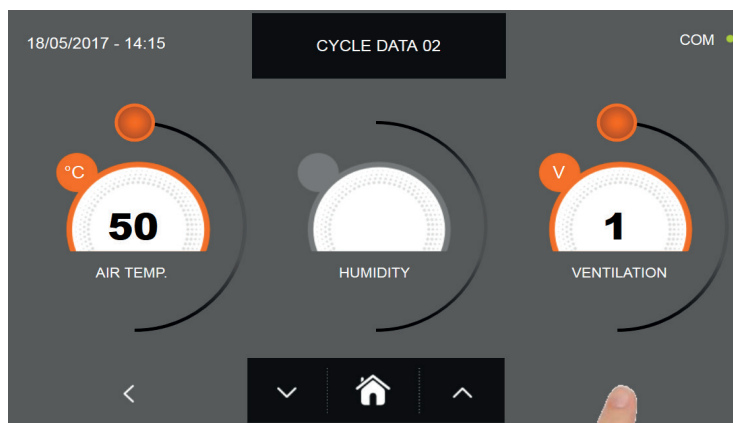 18/05/2017 - 14:15
CYCLE DATA 02
COM
°C
50
AIR TEMP.
HUMIDITY
V
1
VENTILATION